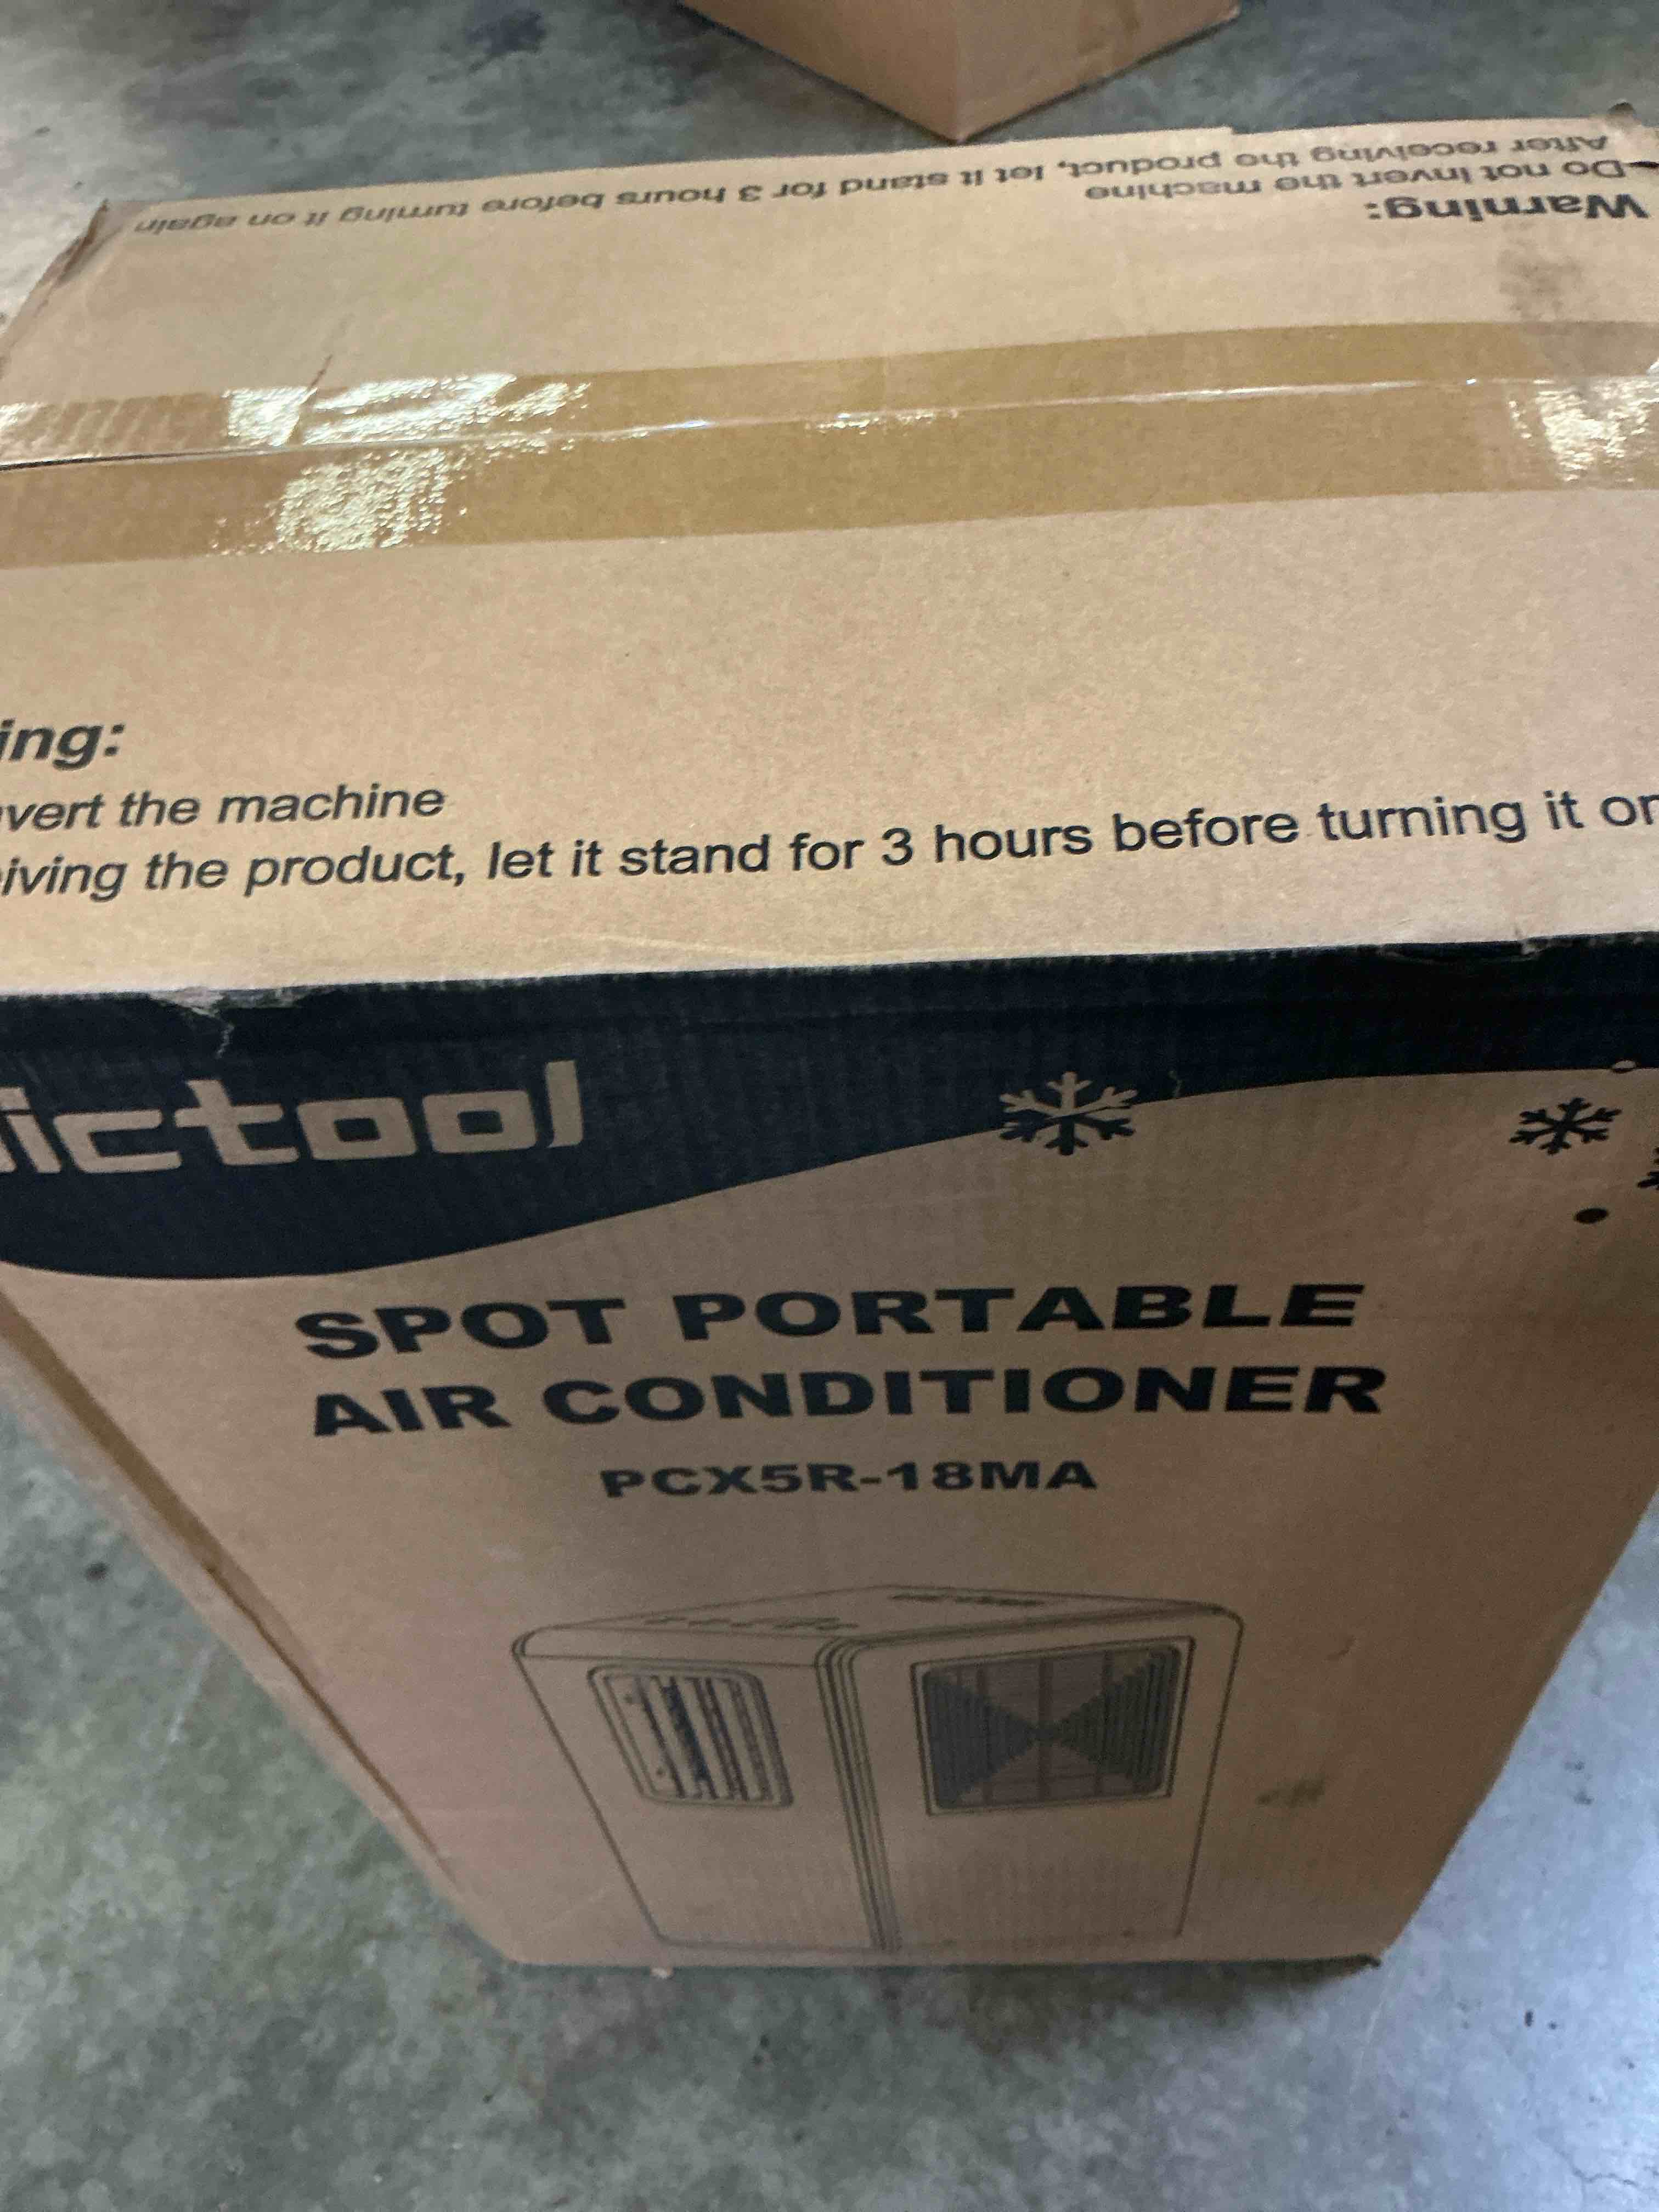 Warning:
-Do not invert the machine
After receiving the product, let it stand for 3 hours before turning it on again
ing:
vert the machine
iving the product, let it stand for 3 hours before turning it on
ictool
SPOT PORTABLE
AIR CONDITIONER
PCX5R-18MA